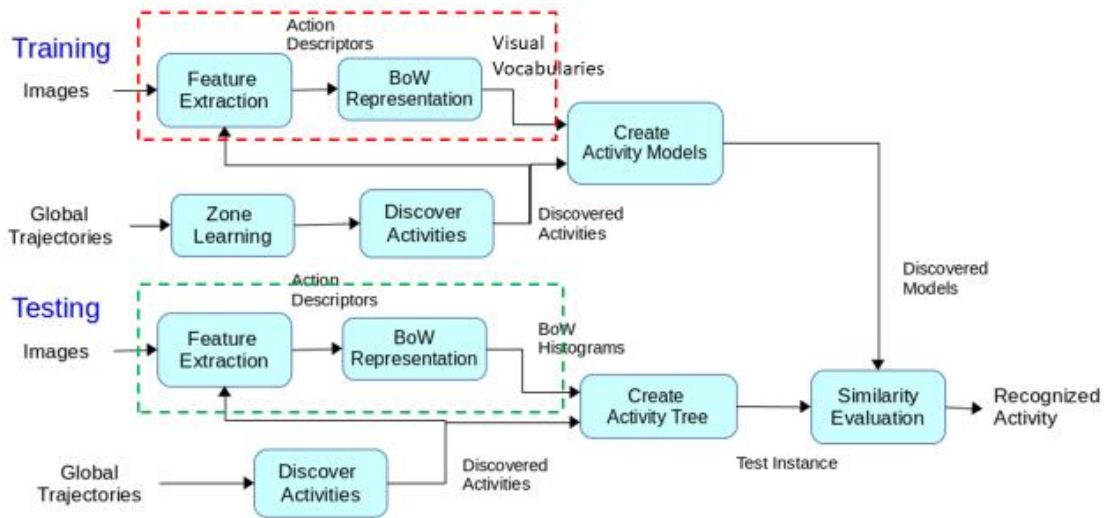 Training
Images
Action
Descriptors
Feature
Extraction
BoW
Representation
Visual
Vocabularies
Create
Activity Models
Global
Trajectories
Zone
Learning
Discover
Activities
Discovered
Activities
Discovered
Models
Testing
Images
Action
Descriptors
Feature
Extraction
BoW
Representation
BoW
Histograms
Create
Activity Tree
Similarity
Evaluation
Recognized
Activity
Test Instance
Global
Trajectories
Discover
Activities
Discovered
Activities